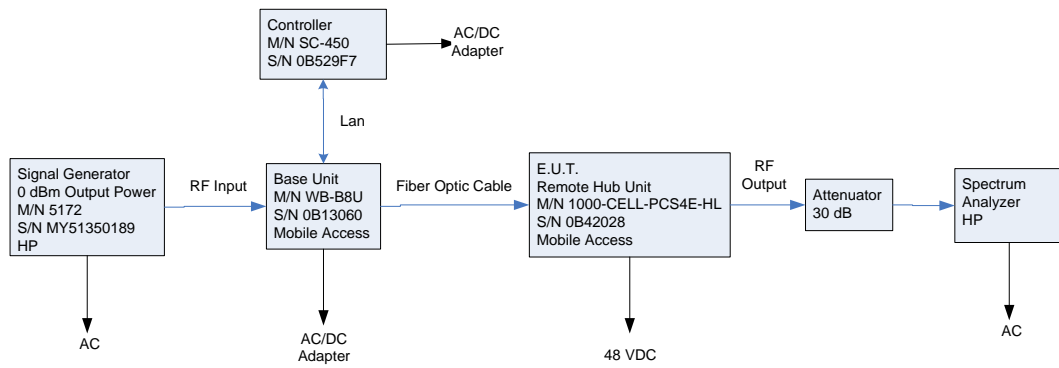 Controller
M/N SC-450
S/N 0B529F7
AC/DC
Adapter
Lan
Signal Generator
0 dBm Output Power
M/N 5172
S/N MY51350189
HP
RF Input
Base Unit
M/N WB-B8U
S/N 0B13060
Mobile Access
Fiber Optic Cable
E.U.T.
Remote Hub Unit
M/N 1000-CELL-PCS4E-HL
S/N 0B42028
Mobile Access
RF
Output
Attenuator
30 dB
Spectrum
Analyzer
HP
AC
AC/DC
Adapter
48 VDC
AC